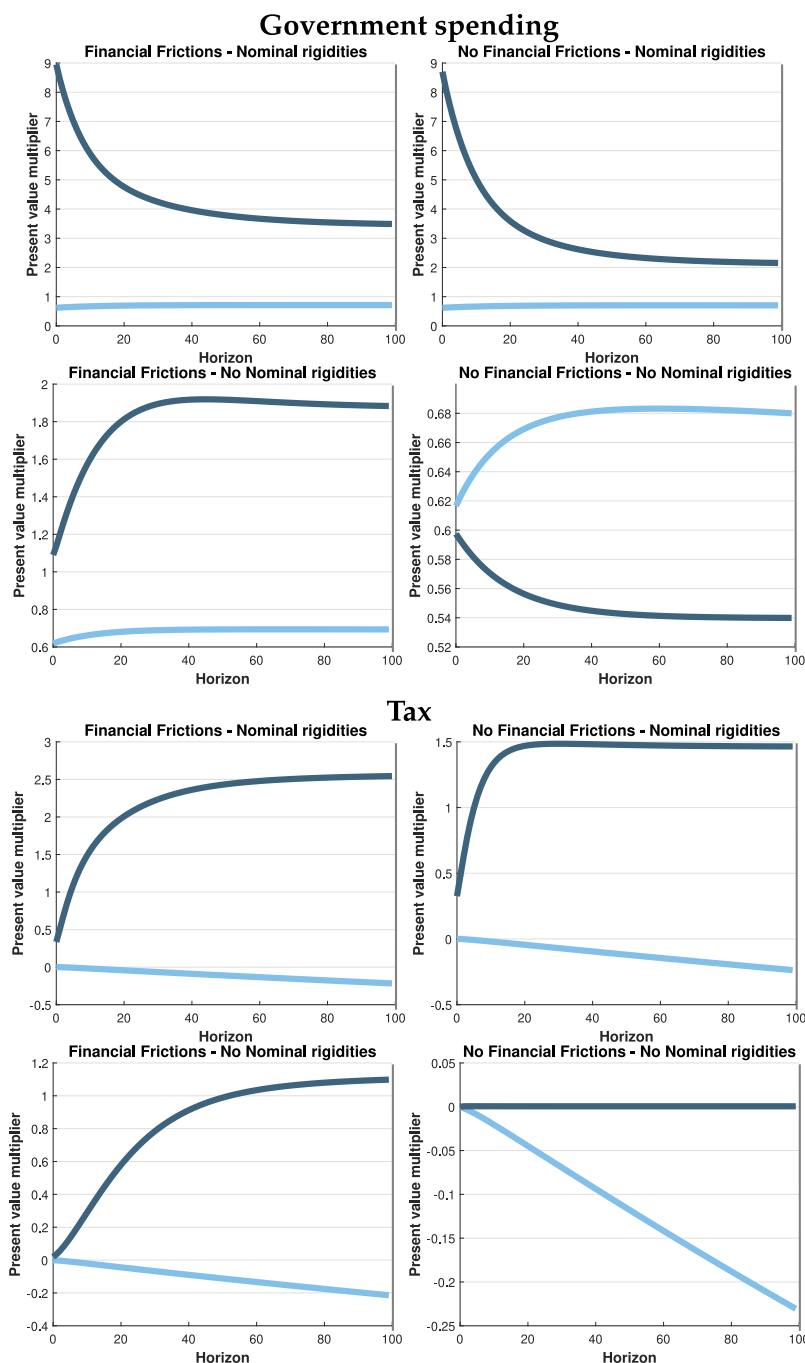 Government spending
Financial Frictions - Nominal rigidities
Present value multiplier
9
8
7
6
5
4
3
2
1
0
0 20 40 60 80 100
Horizon
No Financial Frictions - Nominal rigidities
Present value multiplier
9
8
7
6
5
4
3
2
1
0
0 20 40 60 80 100
Horizon
Financial Frictions - No Nominal rigidities
Present value multiplier
2
1.8
1.6
1.4
1.2
1
0.8
0.6
0 20 40 60 80 100
Horizon
No Financial Frictions - No Nominal rigidities
Present value multiplier
0.68
0.66
0.64
0.62
0.6
0.58
0.56
0.54
0.52
0 20 40 60 80 100
Horizon
Tax
Financial Frictions - Nominal rigidities
Present value multiplier
3
2.5
2
1.5
1
0.5
0
-0.5
0 20 40 60 80 100
Horizon
No Financial Frictions - Nominal rigidities
Present value multiplier
1.5
1
0.5
0
-0.5
0 20 40 60 80 100
Horizon
Financial Frictions - No Nominal rigidities
Present value multiplier
1.2
1
0.8
0.6
0.4
0.2
0
-0.2
-0.4
0 20 40 60 80 100
Horizon
No Financial Frictions - No Nominal rigidities
Present value multiplier
0.05
0
-0.05
-0.1
-0.15
-0.2
-0.25
0 20 40 60 80 100
Horizon